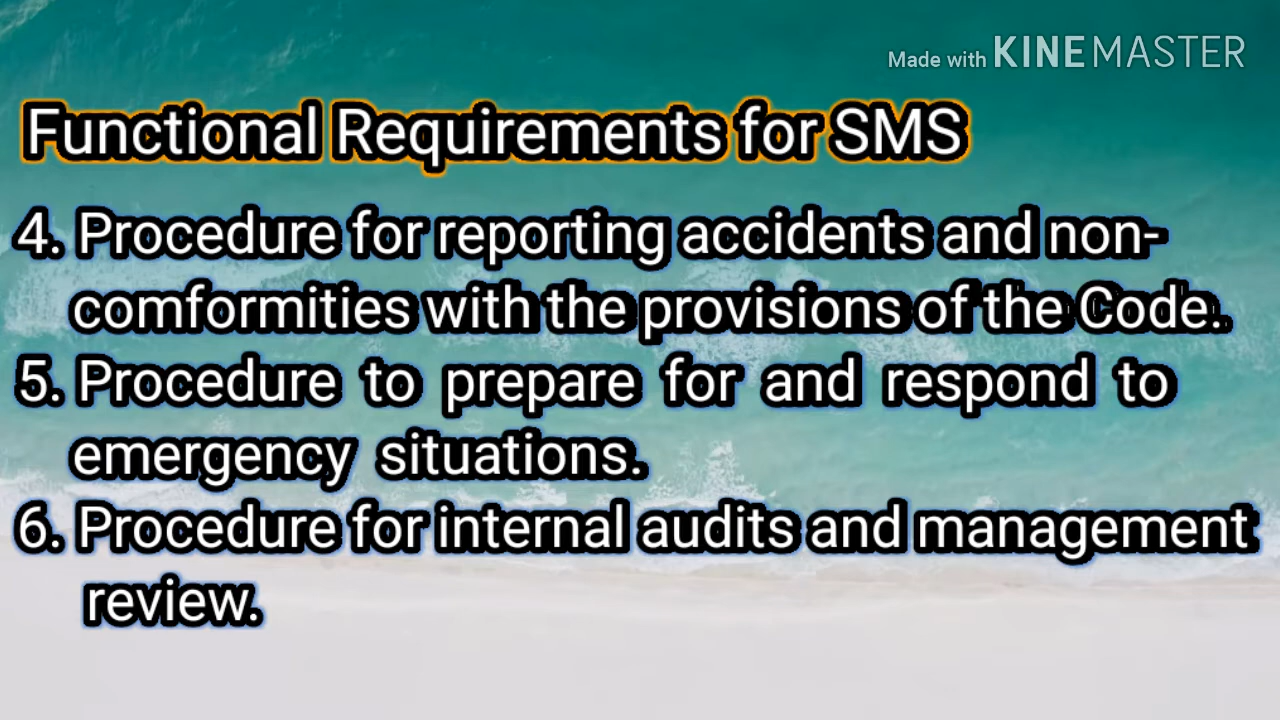 Made with KINEMASTER
Functional Requirements for SMS
4. Procedure for reporting accidents and non-
comformities with the provisions of the Code.
5. Procedure to prepare for and respond to
emergency situations.
6. Procedure for internal audits and management
review.